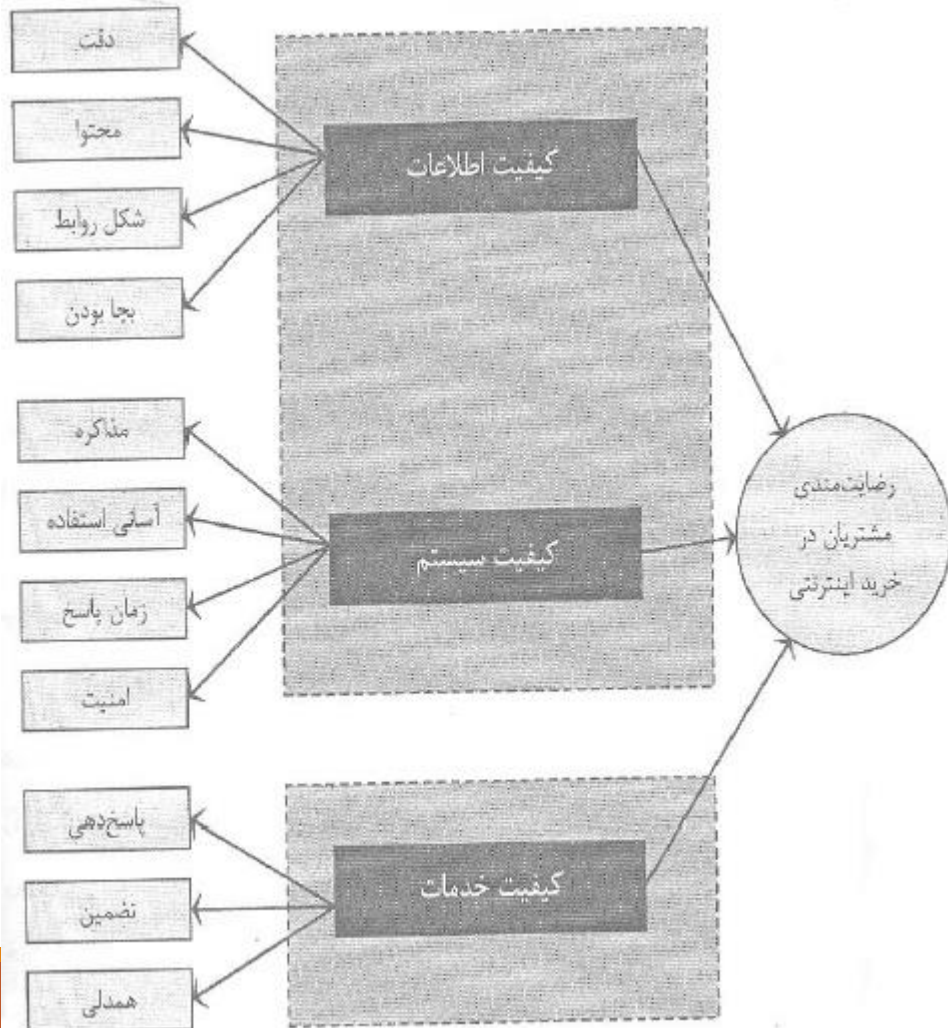 دقت
محتوا
شکل روابط
بجا بودن
کیفیت اطلاعات
مذاکره
آسانی استفاده
زمان پاسخ
امنیت
کیفیت سیستم
پاسخ‌دهی
تضمین
همدلی
کیفیت خدمات
رضایت‌مندی
مشتریان در
خرید اینترنتی